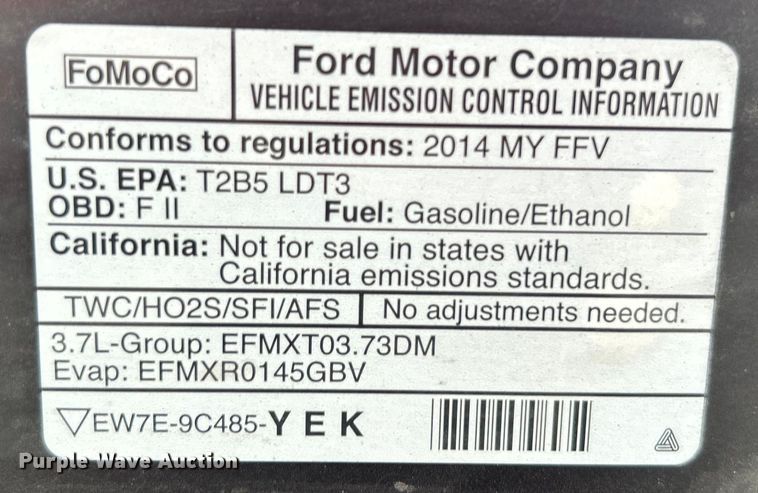 FoMoCo
Ford Motor Company
VEHICLE EMISSION CONTROL INFORMATION
Conforms to regulations: 2014 MY FFV
U.S. EPA: T2B5 LDT3
OBD: F II Fuel: Gasoline/Ethanol
California: Not for sale in states with
California emissions standards.
TWC/HO2S/SFI/AFS No adjustments needed.
3.7L-Group: EFMXT03.73DM
Evap: EFMXR0145GBV
EW7E-9C485-Y E K
Purple Wave Auction